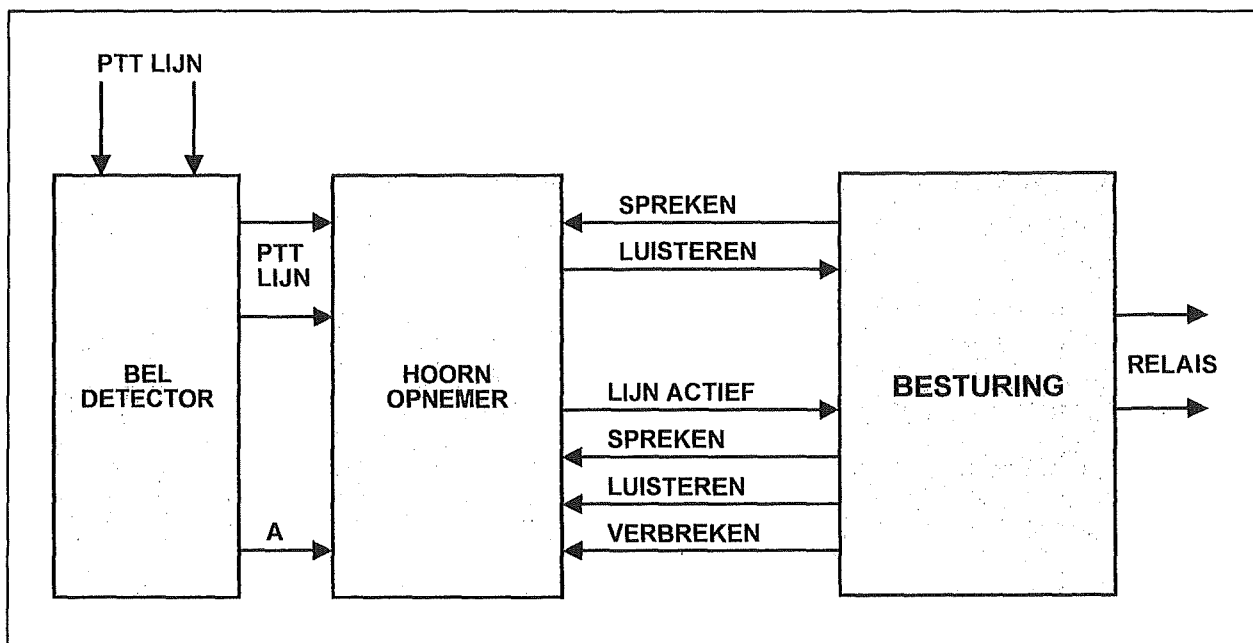 PTT LIJN
SPREKEN
LUISTEREN
PTT
LIJN
BEL
DETECTOR
HOORN
OPNEMER
LIJN ACTIEF
SPREKEN
LUISTEREN
VERBREKEN
A
BESTURING
RELAIS